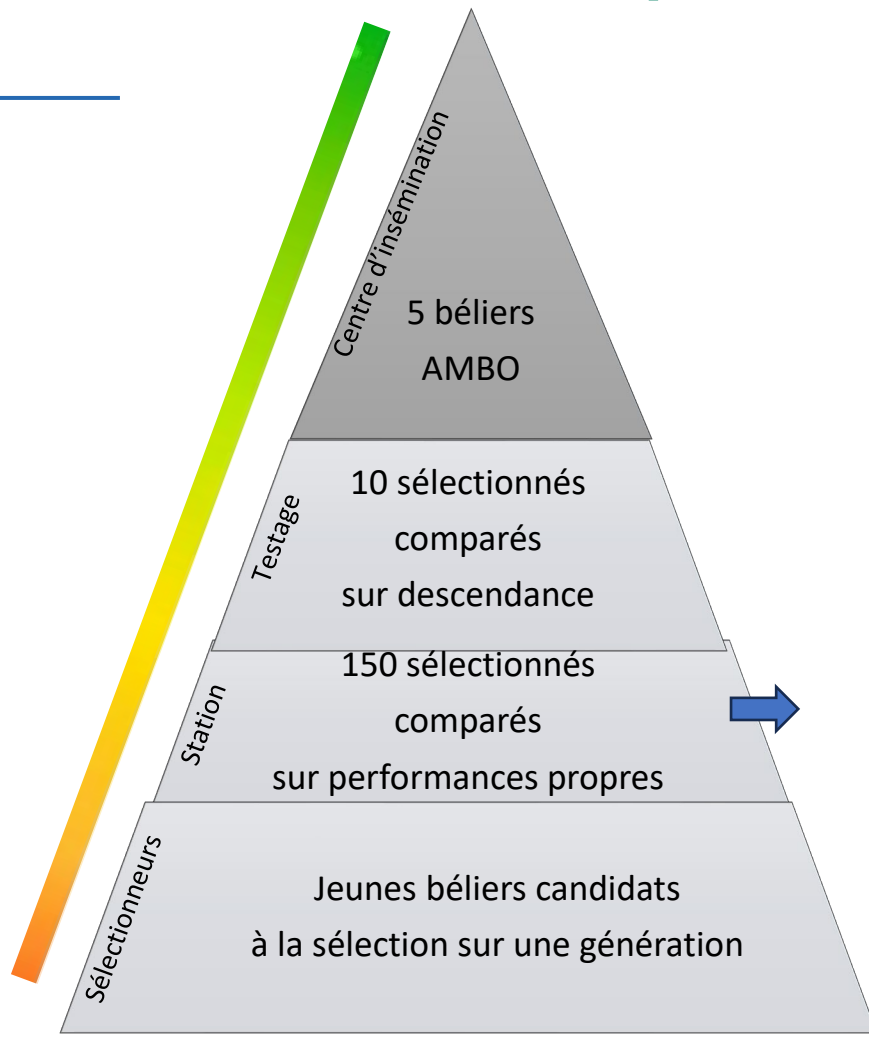 Centre d'insémination
5 béliers
AMBO
Testage
10 sélectionnés
comparés
sur descendance
Station
150 sélectionnés
comparés
sur performances propres
Sélectionneurs
Jeunes béliers candidats
à la sélection sur une génération